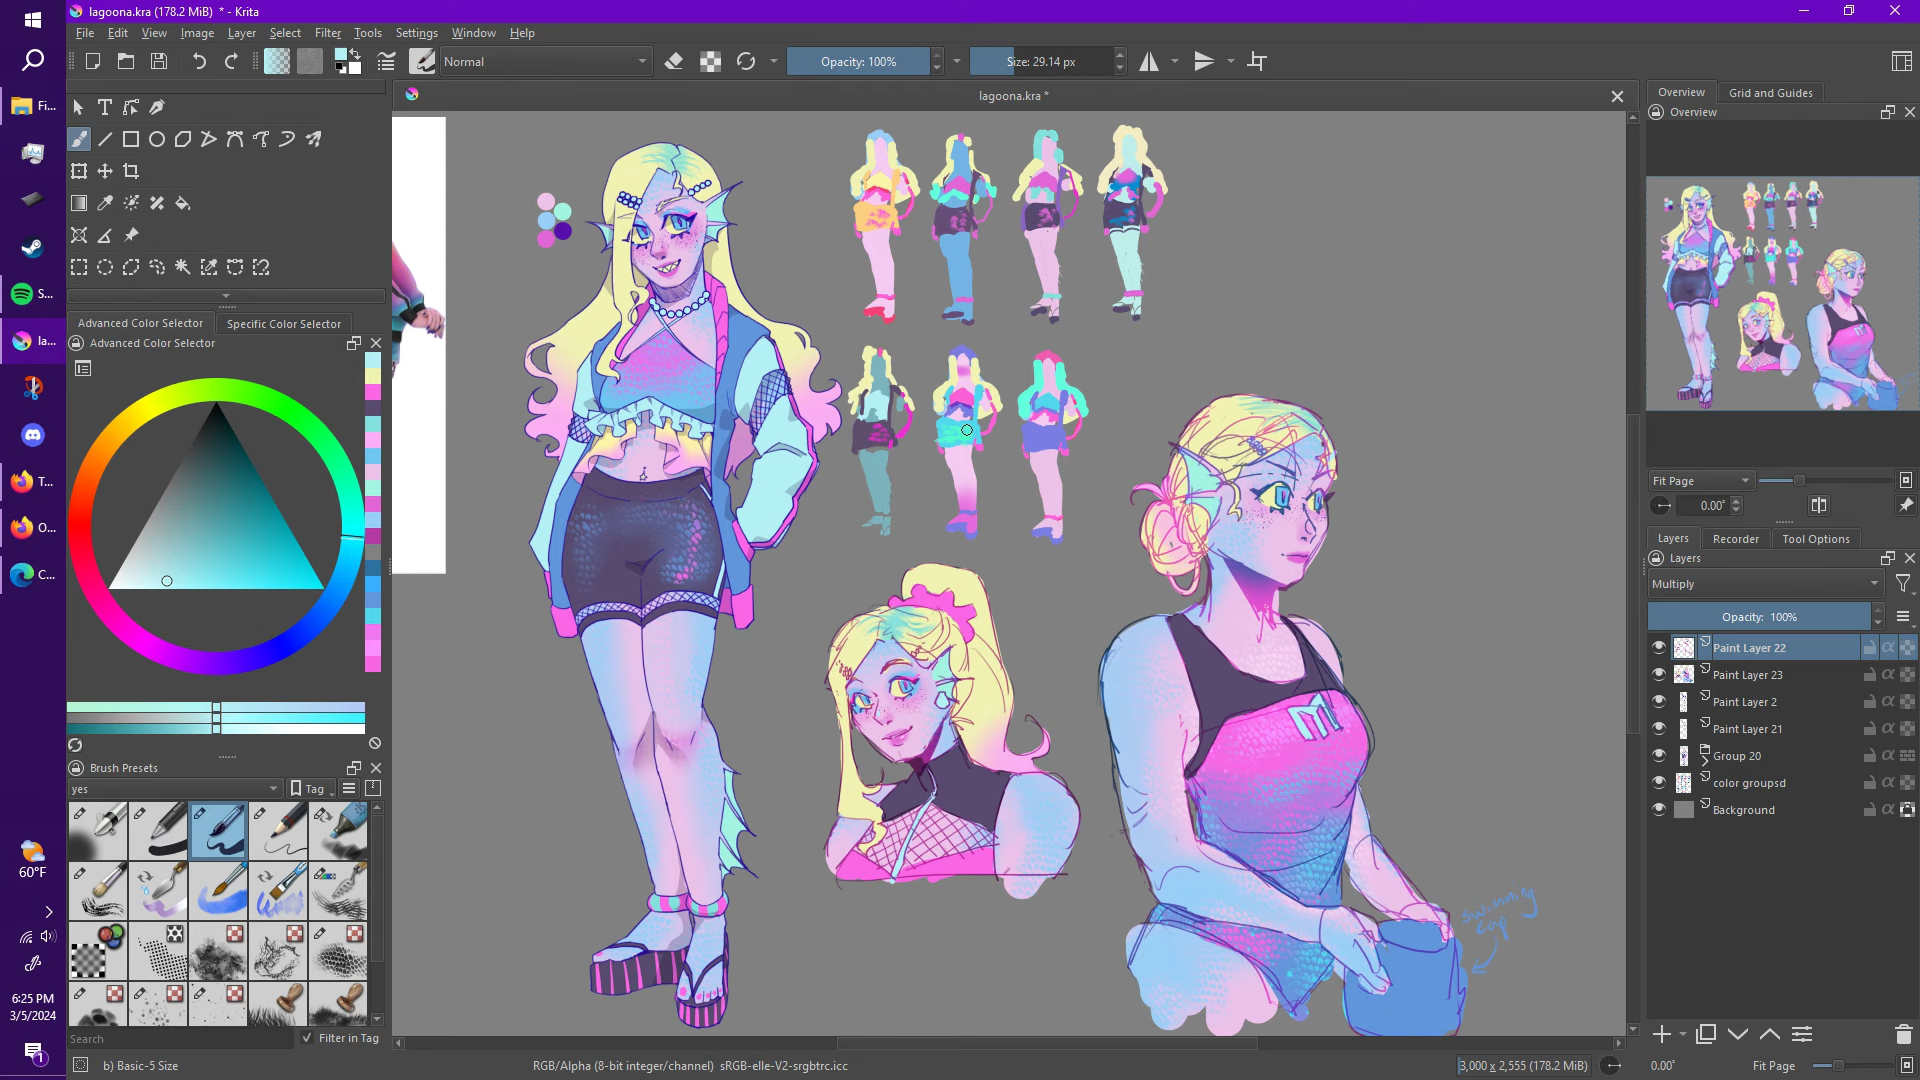 lagoona.kra (178.2 MiB) * - Krita
File Edit View Image Layer Select Filter Tools Settings Window Help
Normal
Opacity: 100%
Size: 29.14 px
lagoona.kra *
Overview
Grid and Guides
Overview
Fit Page
0.00°
Layers
Recorder
Tool Options
Layers
Multiply
Opacity: 100%
Paint Layer 22
Paint Layer 23
Paint Layer 2
Paint Layer 21
Group 20
color groupsd
Background
Advanced Color Selector
Specific Color Selector
Advanced Color Selector
Brush Presets
yes
Tag
Search
Filter in Tag
b) Basic-5 Size
RGB/Alpha (8-bit integer/channel) sRGB-elle-V2-srgbtrc.icc
3,000 x 2,555 (178.2 MiB)
0.00°
Fit Page
swimming
cap
M
Fi...
S...
la...
T...
O...
C...
60°F
6:25 PM
3/5/2024
1